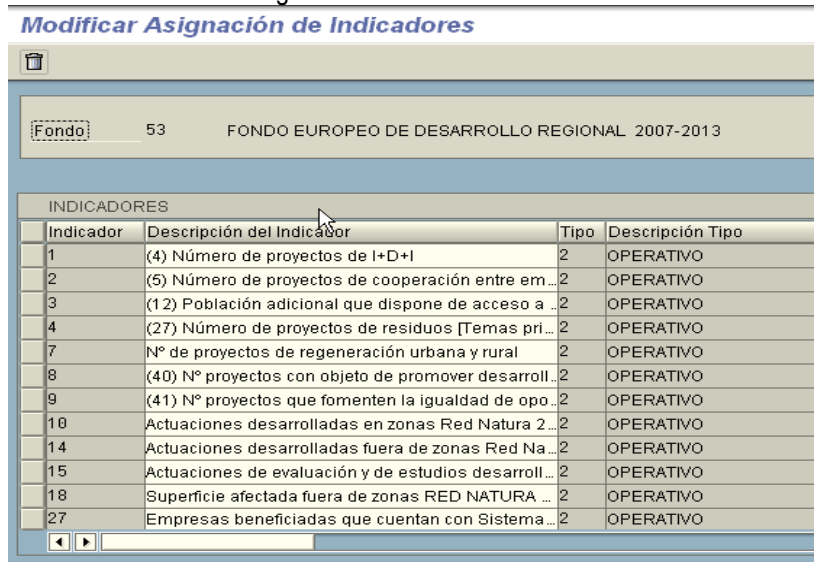 Modificar Asignación de Indicadores
Fondo 53 FONDO EUROPEO DE DESARROLLO REGIONAL 2007-2013
INDICADORES
Indicador Descripción del Indicador Tipo Descripción Tipo
1 (4) Número de proyectos de I+D+I 2 OPERATIVO
2 (5) Número de proyectos de cooperación entre em... 2 OPERATIVO
3 (12) Población adicional que dispone de acceso a ... 2 OPERATIVO
4 (27) Número de proyectos de residuos [Temas pri... 2 OPERATIVO
7 Nº de proyectos de regeneración urbana y rural 2 OPERATIVO
8 (40) Nº proyectos con objeto de promover desarroll... 2 OPERATIVO
9 (41) Nº proyectos que fomenten la igualdad de opo... 2 OPERATIVO
10 Actuaciones desarrolladas en zonas Red Natura 2... 2 OPERATIVO
14 Actuaciones desarrolladas fuera de zonas Red Na... 2 OPERATIVO
15 Actuaciones de evaluación y de estudios desarroll... 2 OPERATIVO
18 Superficie afectada fuera de zonas RED NATURA ... 2 OPERATIVO
27 Empresas beneficiadas que cuentan con Sistema... 2 OPERATIVO